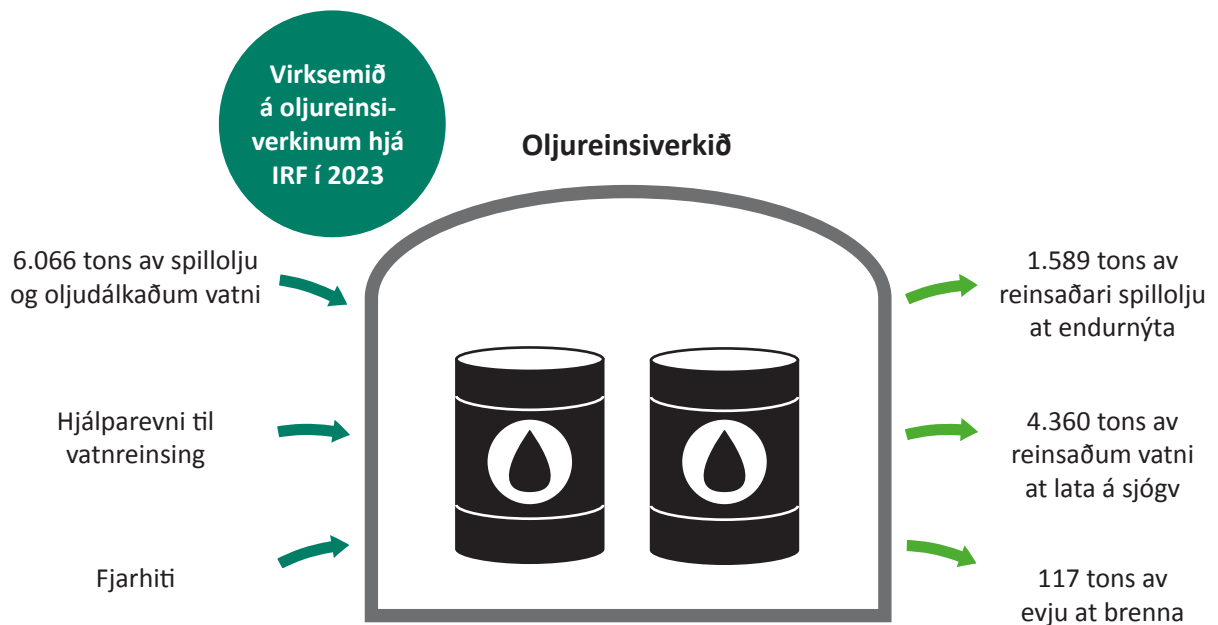 Virksemið
á oljureinsi-
verkinum hjá
IRF í 2023
Oljureinsiverkið
6.066 tons av spillolju
og oljudálkaðum vatni
Hjálparevni til
vatnreinsing
Fjarhiti
1.589 tons av
reinsaðari spillolju
at endurnýta
4.360 tons av
reinsaðum vatni
at lata á sjógv
117 tons av
evju at brenna